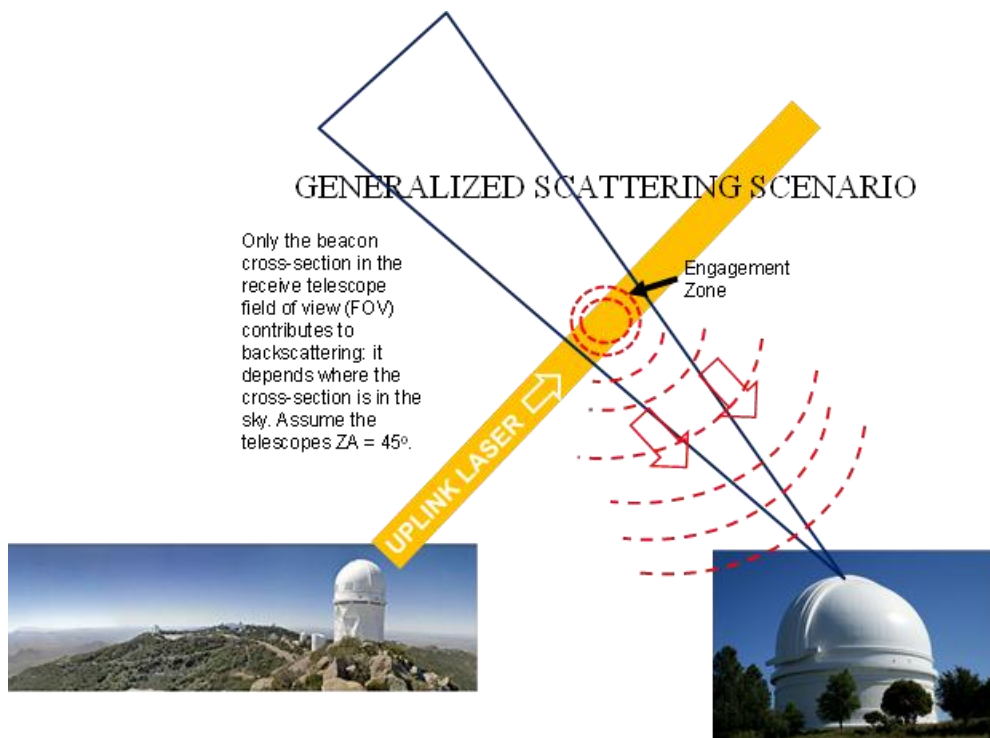 GENERALIZED SCATTERING SCENARIO
Only the beacon
cross-section in the
receive telescope
field of view (FOV)
contributes to
backscattering: it
depends where the
cross-section is in the
sky. Assume the
telescopes ZA = 45º.
Engagement
Zone
UPLINK LASER